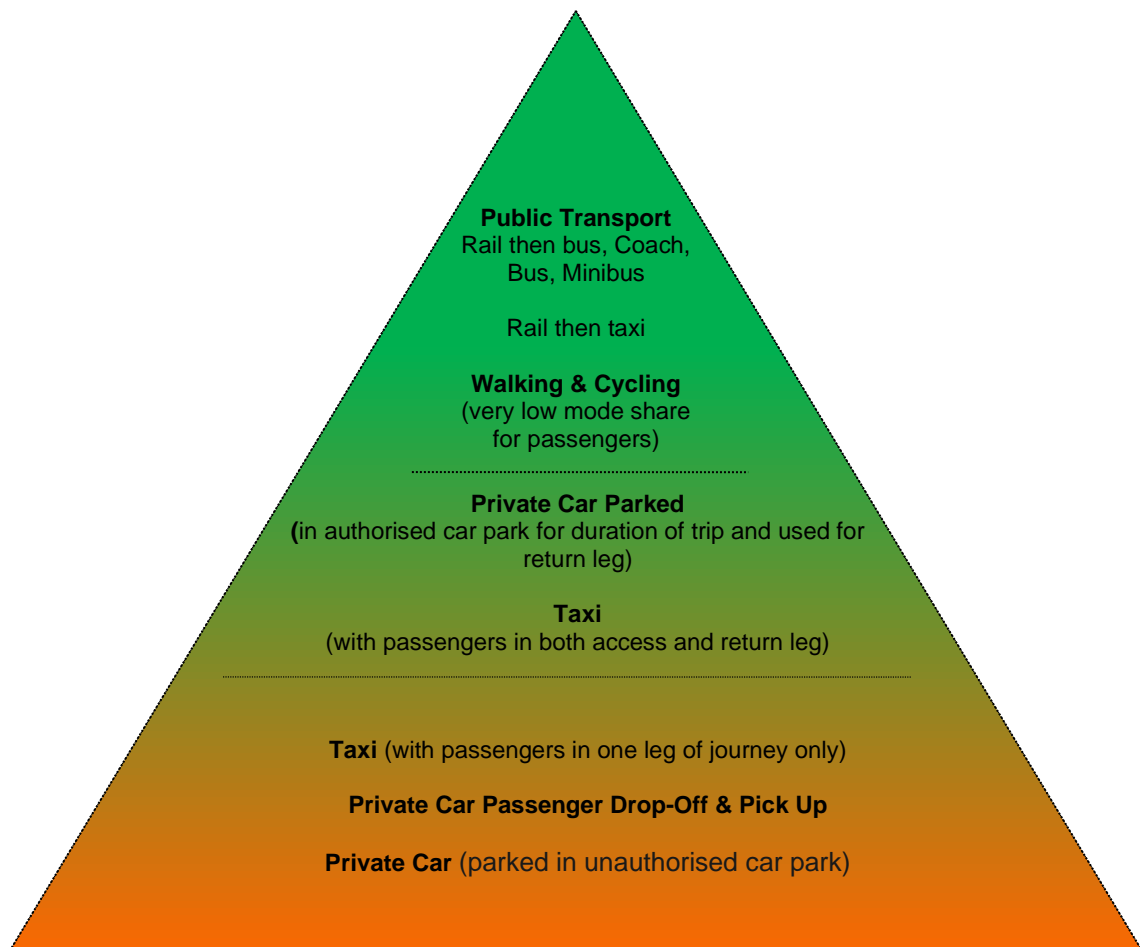 Public Transport
Rail then bus, Coach,
Bus, Minibus
Rail then taxi
Walking & Cycling
(very low mode share
for passengers)
Private Car Parked
(in authorised car park for duration of trip and used for
return leg)
Taxi
(with passengers in both access and return leg)
Taxi (with passengers in one leg of journey only)
Private Car Passenger Drop-Off & Pick Up
Private Car (parked in unauthorised car park)